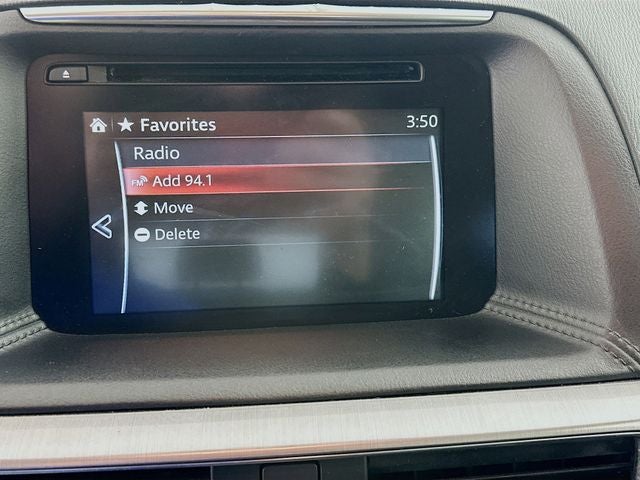 Favorites 3:50
Radio
FM Add 94.1
Move
Delete